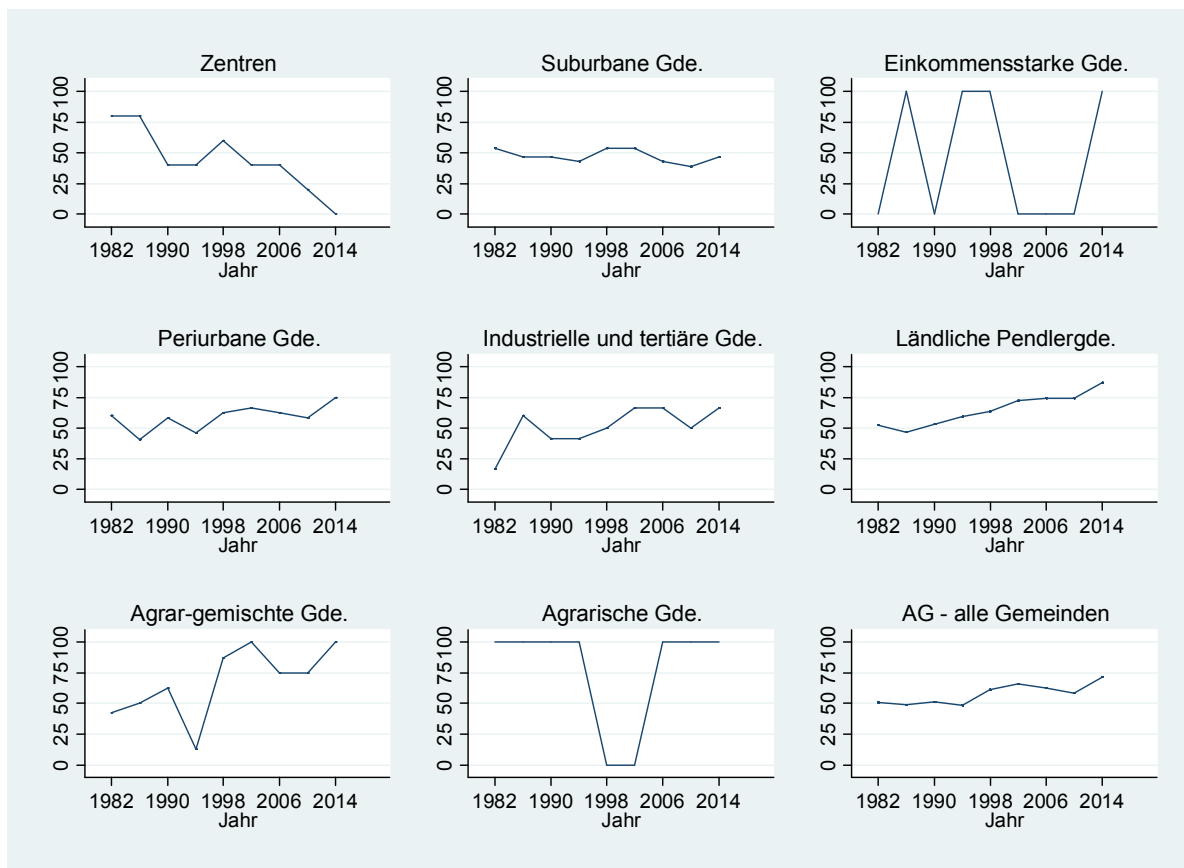 Zentren
100
75
50
25
0
1982 1990 1998 2006 2014
Jahr
Suburbane Gde.
100
75
50
25
0
1982 1990 1998 2006 2014
Jahr
Einkommensstarke Gde.
100
75
50
25
0
1982 1990 1998 2006 2014
Jahr
Periurbane Gde.
100
75
50
25
0
1982 1990 1998 2006 2014
Jahr
Industrielle und tertiäre Gde.
100
75
50
25
0
1982 1990 1998 2006 2014
Jahr
Ländliche Pendlergde.
100
75
50
25
0
1982 1990 1998 2006 2014
Jahr
Agrar-gemischte Gde.
100
75
50
25
0
1982 1990 1998 2006 2014
Jahr
Agrarische Gde.
100
75
50
25
0
1982 1990 1998 2006 2014
Jahr
AG - alle Gemeinden
100
75
50
25
0
1982 1990 1998 2006 2014
Jahr